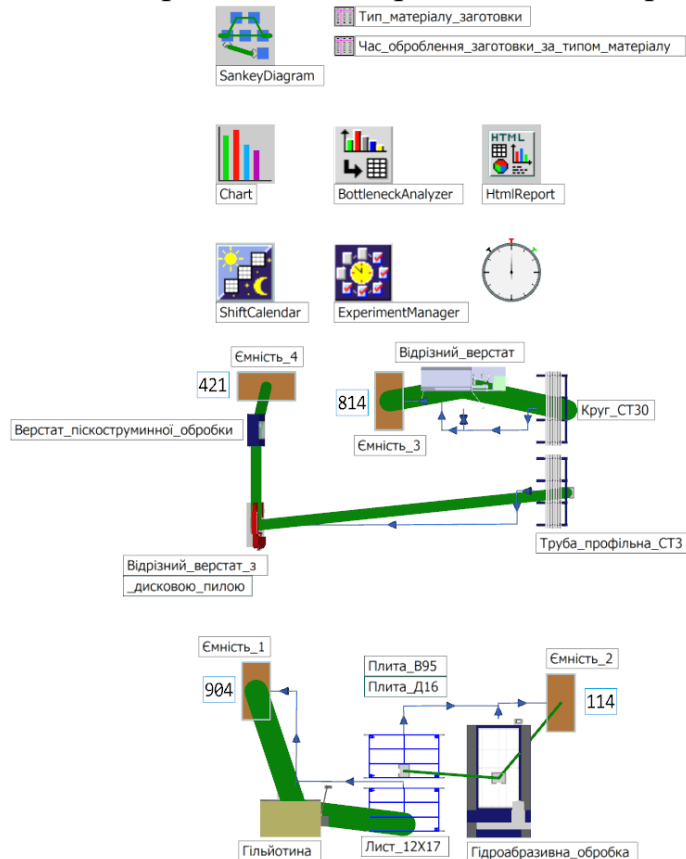 Тип_матеріалу_заготовки
Час_оброблення_заготовки_за_типом_матеріалу
SankeyDiagram
Chart
BottleneckAnalyzer
HTML
HtmlReport
ShiftCalendar
ExperimentManager
Ємність_4
Відрізний_верстат
421
814
Круг_СТ30
Верстат_піскоструминної_обробки
Ємність_3
Труба_профільна_СТ3
Відрізний_верстат_з
_дисковою_пилою
Ємність_1
Плита_В95
Ємність_2
Плита_Д16
904
114
Гільйотина
Лист_12Х17
Гідроабразивна_обробка